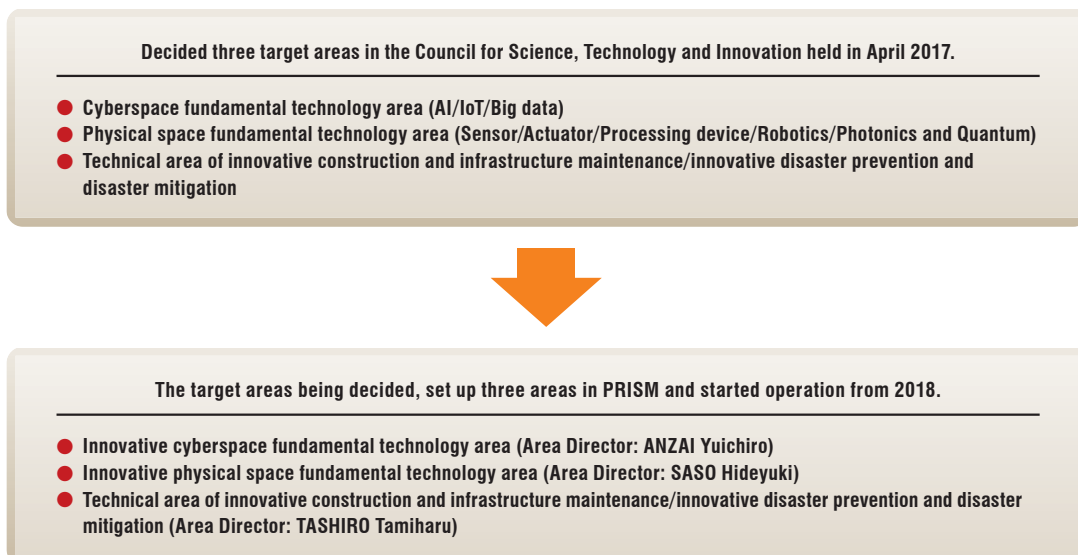 Decided three target areas in the Council for Science, Technology and Innovation held in April 2017.
● Cyberspace fundamental technology area (AI/IoT/Big data)
● Physical space fundamental technology area (Sensor/Actuator/Processing device/Robotics/Photonics and Quantum)
● Technical area of innovative construction and infrastructure maintenance/innovative disaster prevention and
disaster mitigation
The target areas being decided, set up three areas in PRISM and started operation from 2018.
● Innovative cyberspace fundamental technology area (Area Director: ANZAI Yuichiro)
● Innovative physical space fundamental technology area (Area Director: SASO Hideyuki)
● Technical area of innovative construction and infrastructure maintenance/innovative disaster prevention and disaster
mitigation (Area Director: TASHIRO Tamiharu)